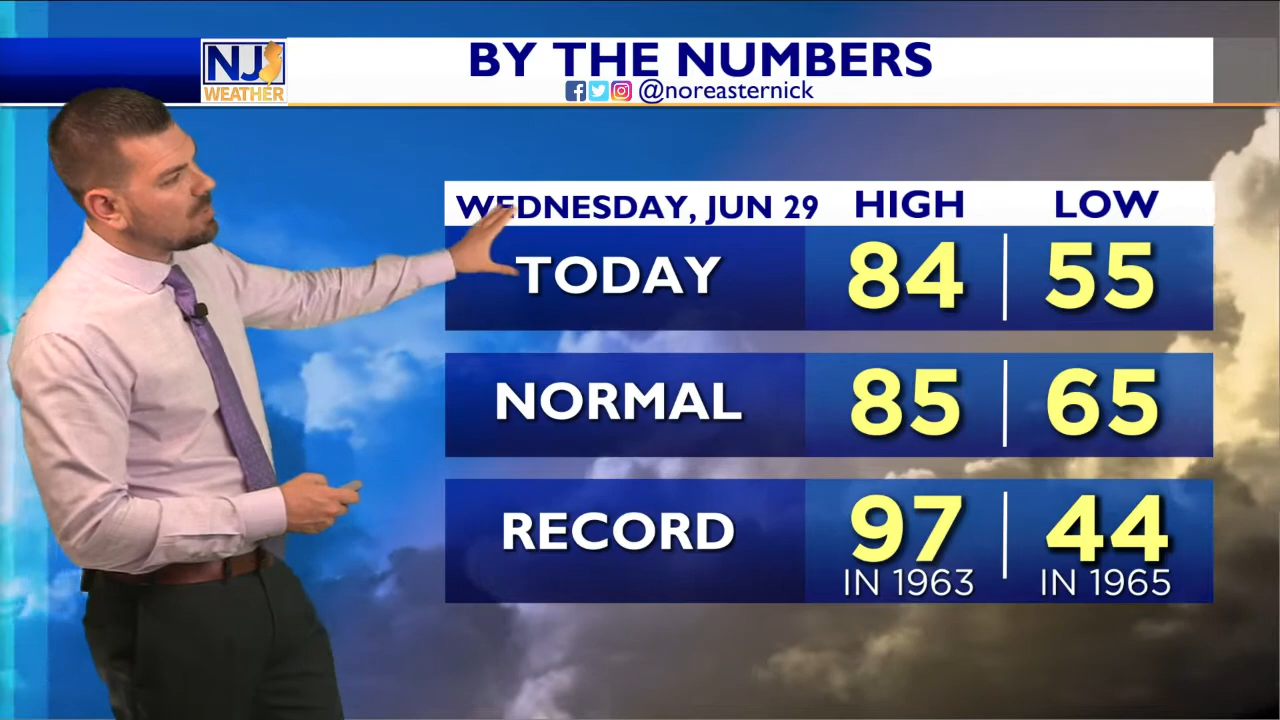 NJ
WEATHER
BY THE NUMBERS
@noreasternick
WEDNESDAY, JUN 29 HIGH LOW
TODAY 84 55
NORMAL 85 65
RECORD 97 44
IN 1963 IN 1965